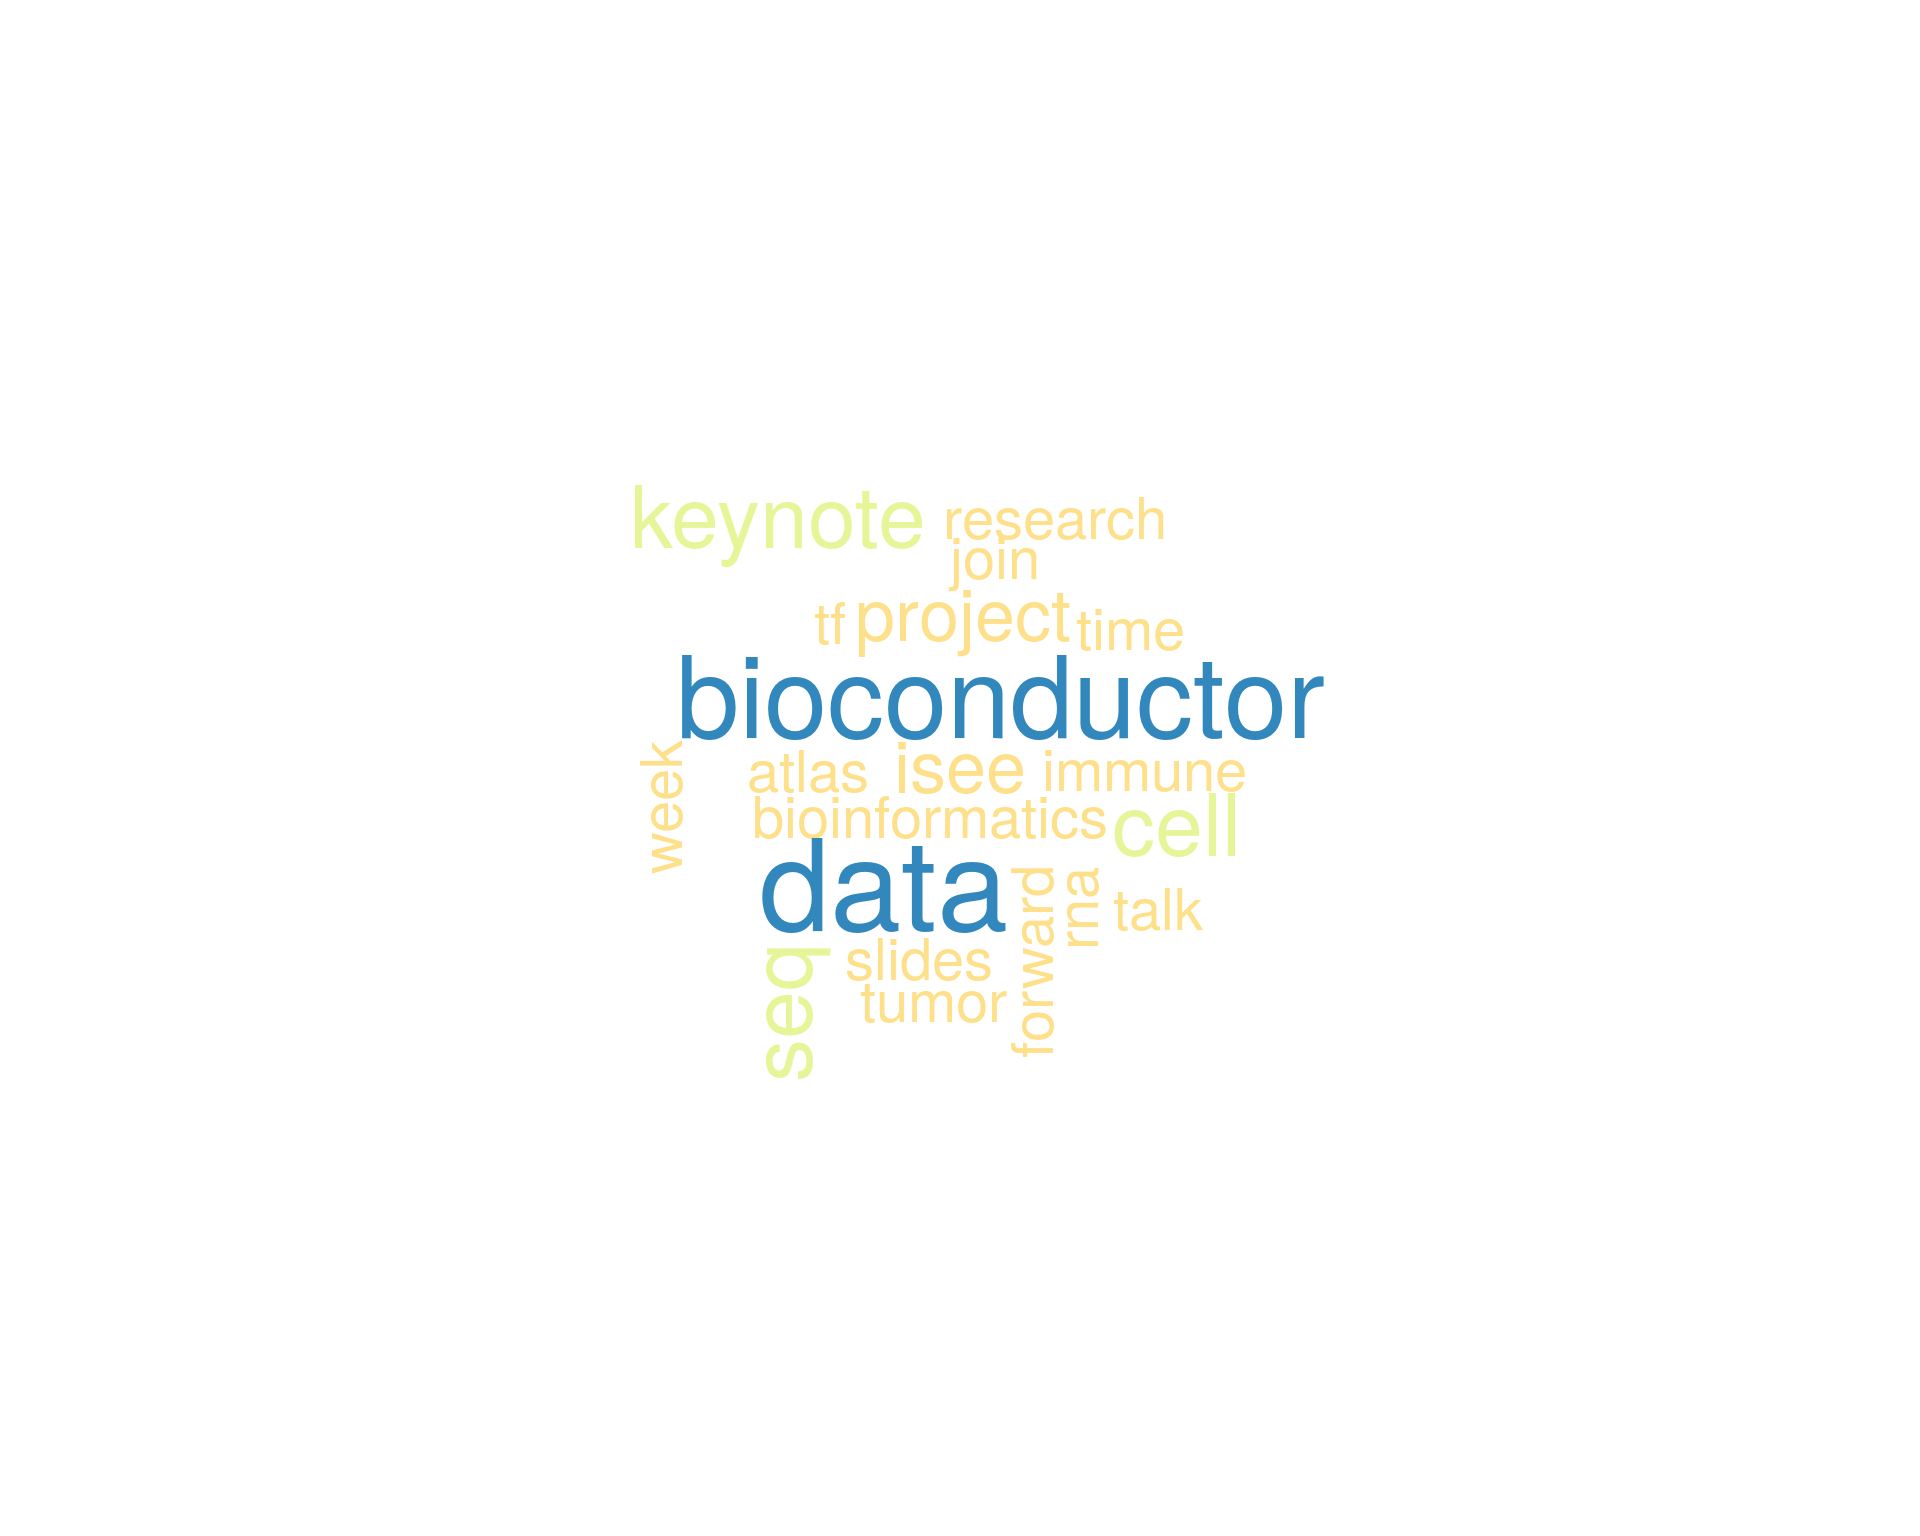 keynote
research
join
tf
project
time
bioconductor
week
atlas
isee
immune
bioinformatics
cell
data
forward
rna
talk
seq
slides
tumor